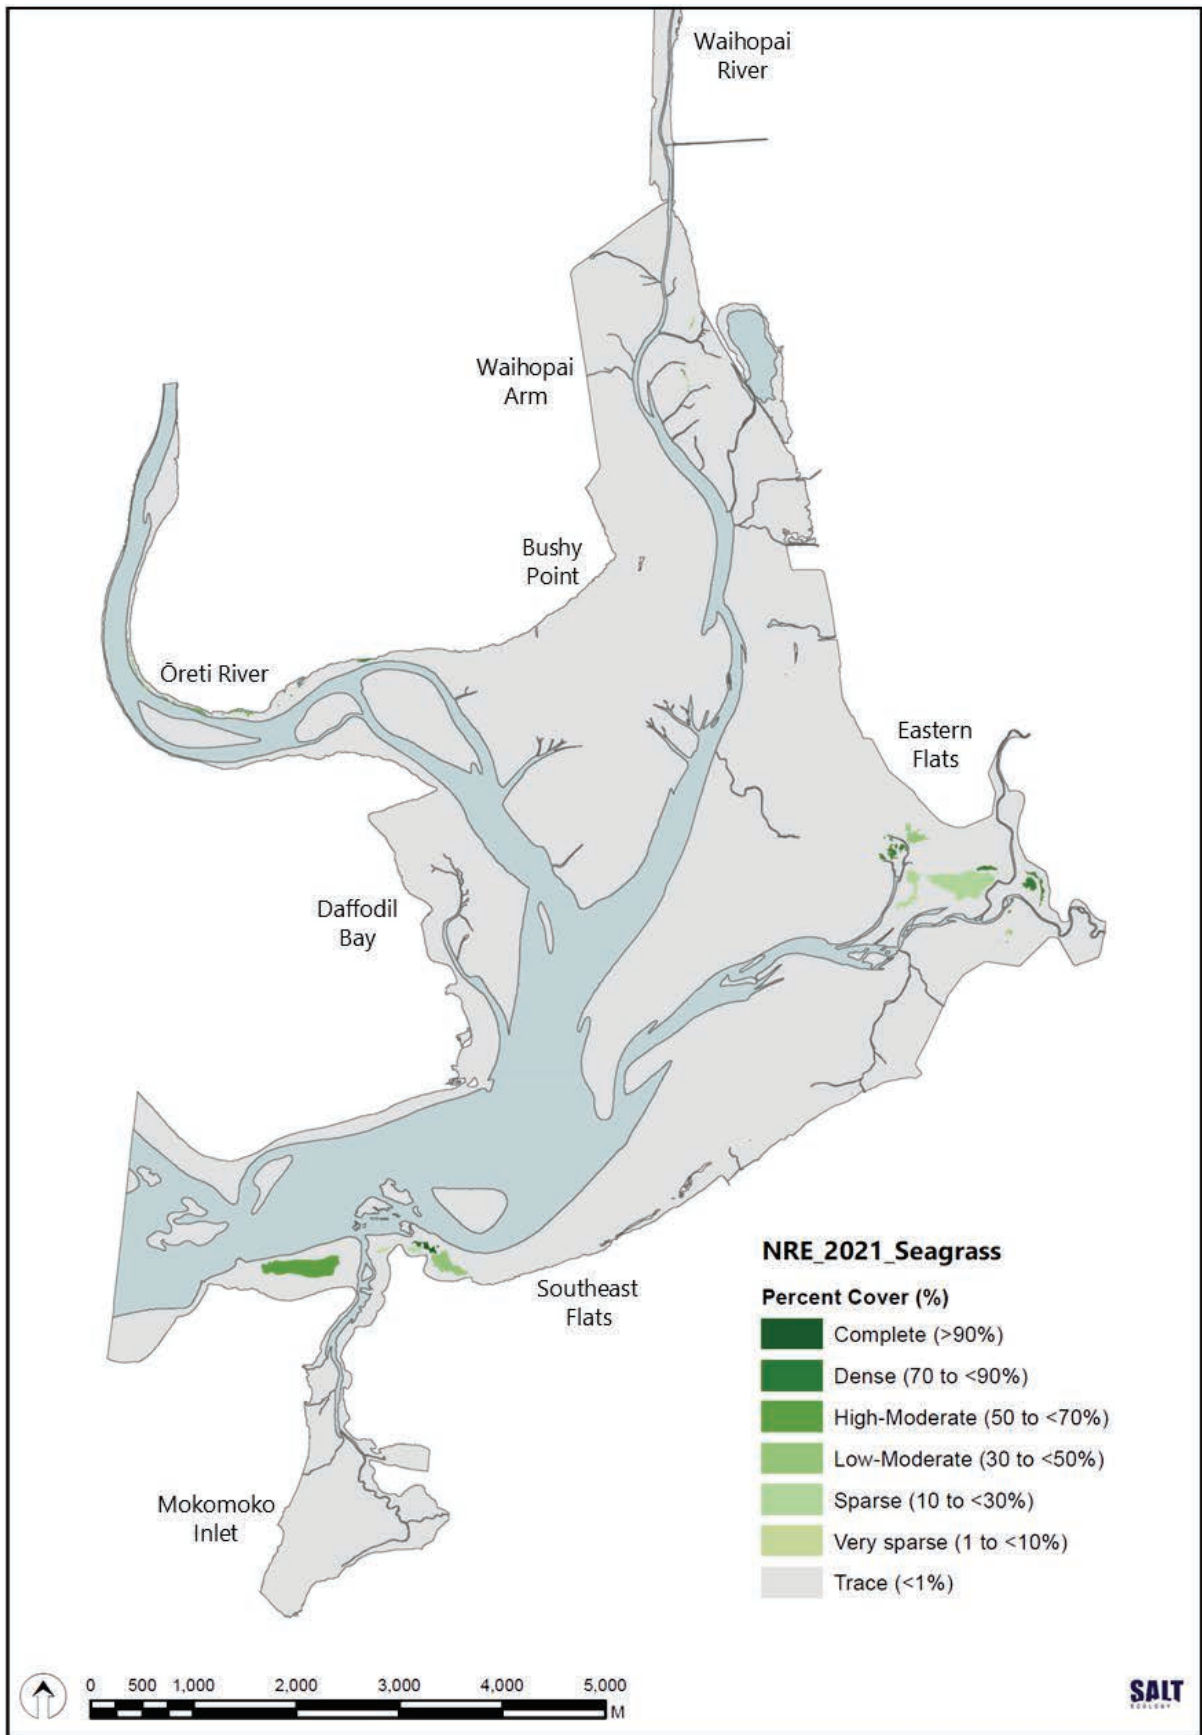 Waihopai
River
Waihopai
Arm
Bushy
Point
Ōreti River
Eastern
Flats
Daffodil
Bay
Southeast
Flats
Mokomoko
Inlet
NRE_2021_Seagrass
Percent Cover (%)
Complete (>90%)
Dense (70 to <90%)
High-Moderate (50 to <70%)
Low-Moderate (30 to <50%)
Sparse (10 to <30%)
Very sparse (1 to <10%)
Trace (<1%)
0 500 1,000 2,000 3,000 4,000 5,000
M
SALT
ECOLOGY